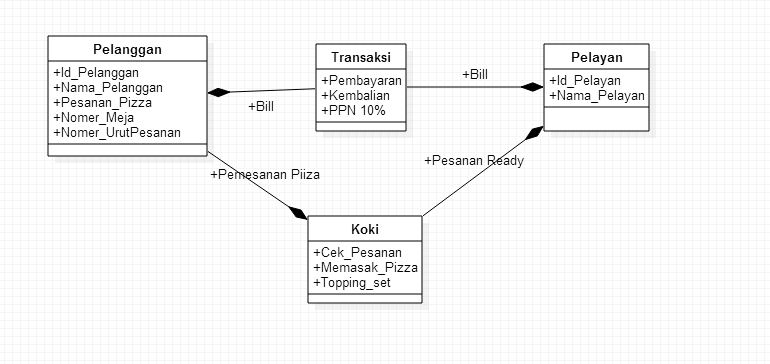 Pelanggan
+Id_Pelanggan
+Nama_Pelanggan
+Pesanan_Pizza
+Nomer_Meja
+Nomer_UrutPesanan
+Bill
Transaksi
+Pembayaran
+Kembalian
+PPN 10%
+Bill
Pelayan
+Id_Pelayan
+Nama_Pelayan
+Pemesanan Piiza
+Pesanan Ready
Koki
+Cek_Pesanan
+Memasak_Pizza
+Topping_set